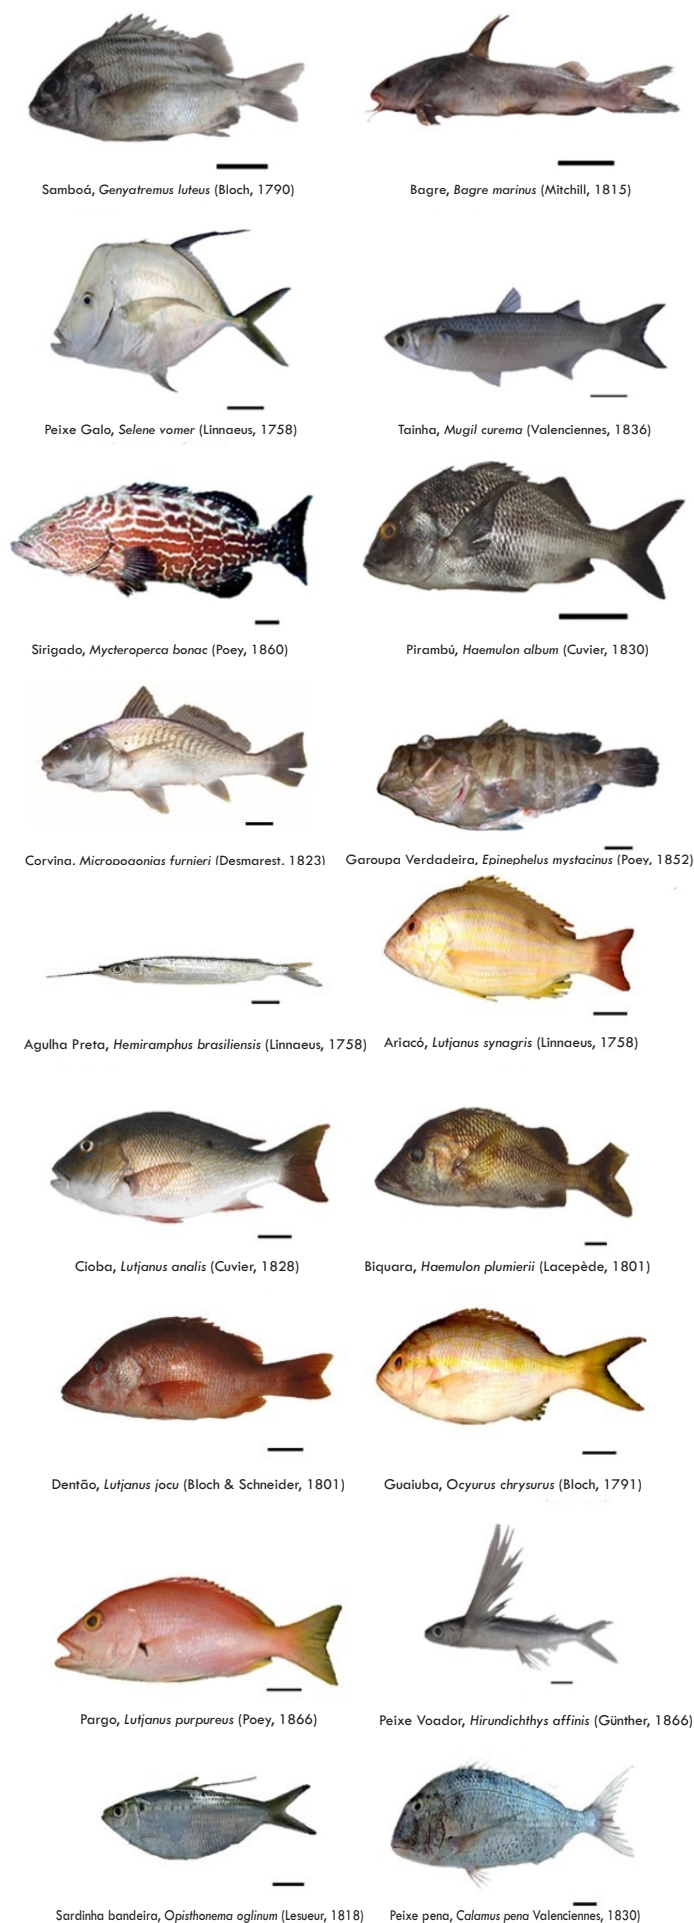 Samboá, Genyatremus luteus (Bloch, 1790)
Bagre, Bagre marinus (Mitchill, 1815)
Peixe Galo, Selene vomer (Linnaeus, 1758)
Tainha, Mugil curema (Valenciennes, 1836)
Sirigado, Mycteroperca bonac (Poey, 1860)
Pirambú, Haemulon album (Cuvier, 1830)
Corvina, Micropogonias furnieri (Desmarest, 1823)
Garoupa Verdadeira, Epinephelus mystacinus (Poey, 1852)
Agulha Preta, Hemiramphus brasiliensis (Linnaeus, 1758)
Ariacó, Lutjanus synagris (Linnaeus, 1758)
Cioba, Lutjanus analis (Cuvier, 1828)
Biquara, Haemulon plumierii (Lacepède, 1801)
Dentão, Lutjanus jocu (Bloch & Schneider, 1801)
Guaiuba, Ocyurus chrysurus (Bloch, 1791)
Pargo, Lutjanus purpureus (Poey, 1866)
Peixe Voador, Hirundichthys affinis (Günther, 1866)
Sardinha bandeira, Opisthonema oglinum (Lesueur, 1818)
Peixe pena, Calamus pena Valenciennes, 1830)